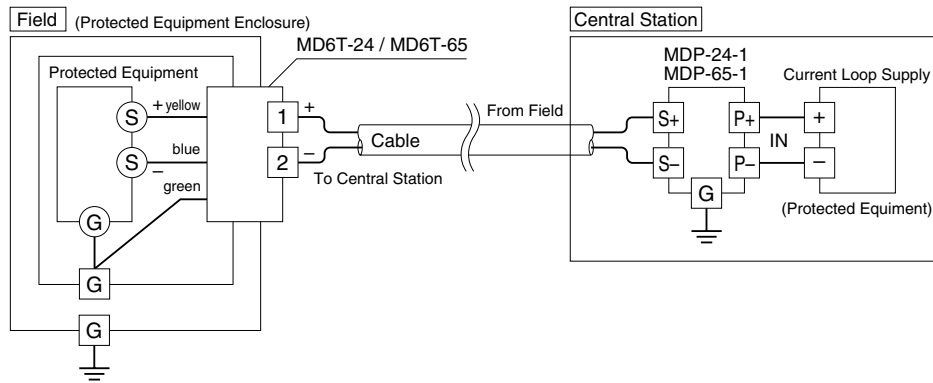 Field (Protected Equipment Enclosure)
MD6T-24 / MD6T-65
Protected Equipment
S
+ yellow
1
+
S
blue
–
2
–
green
G
G
G
Cable
To Central Station
From Field
Central Station
MDP-24-1
MDP-65-1
Current Loop Supply
S+
P+
+
IN
S–
P–
–
G
(Protected Equiment)